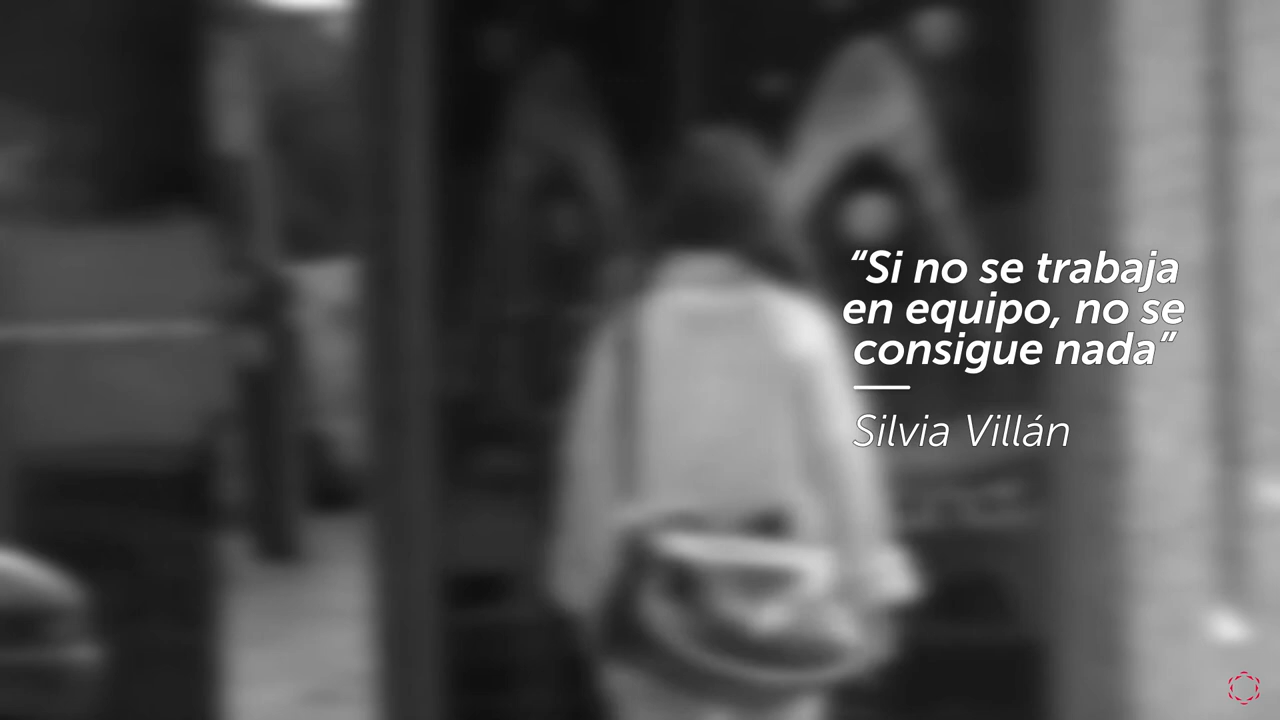 “Si no se trabaja
en equipo, no se
consigue nada”
Silvia Villán